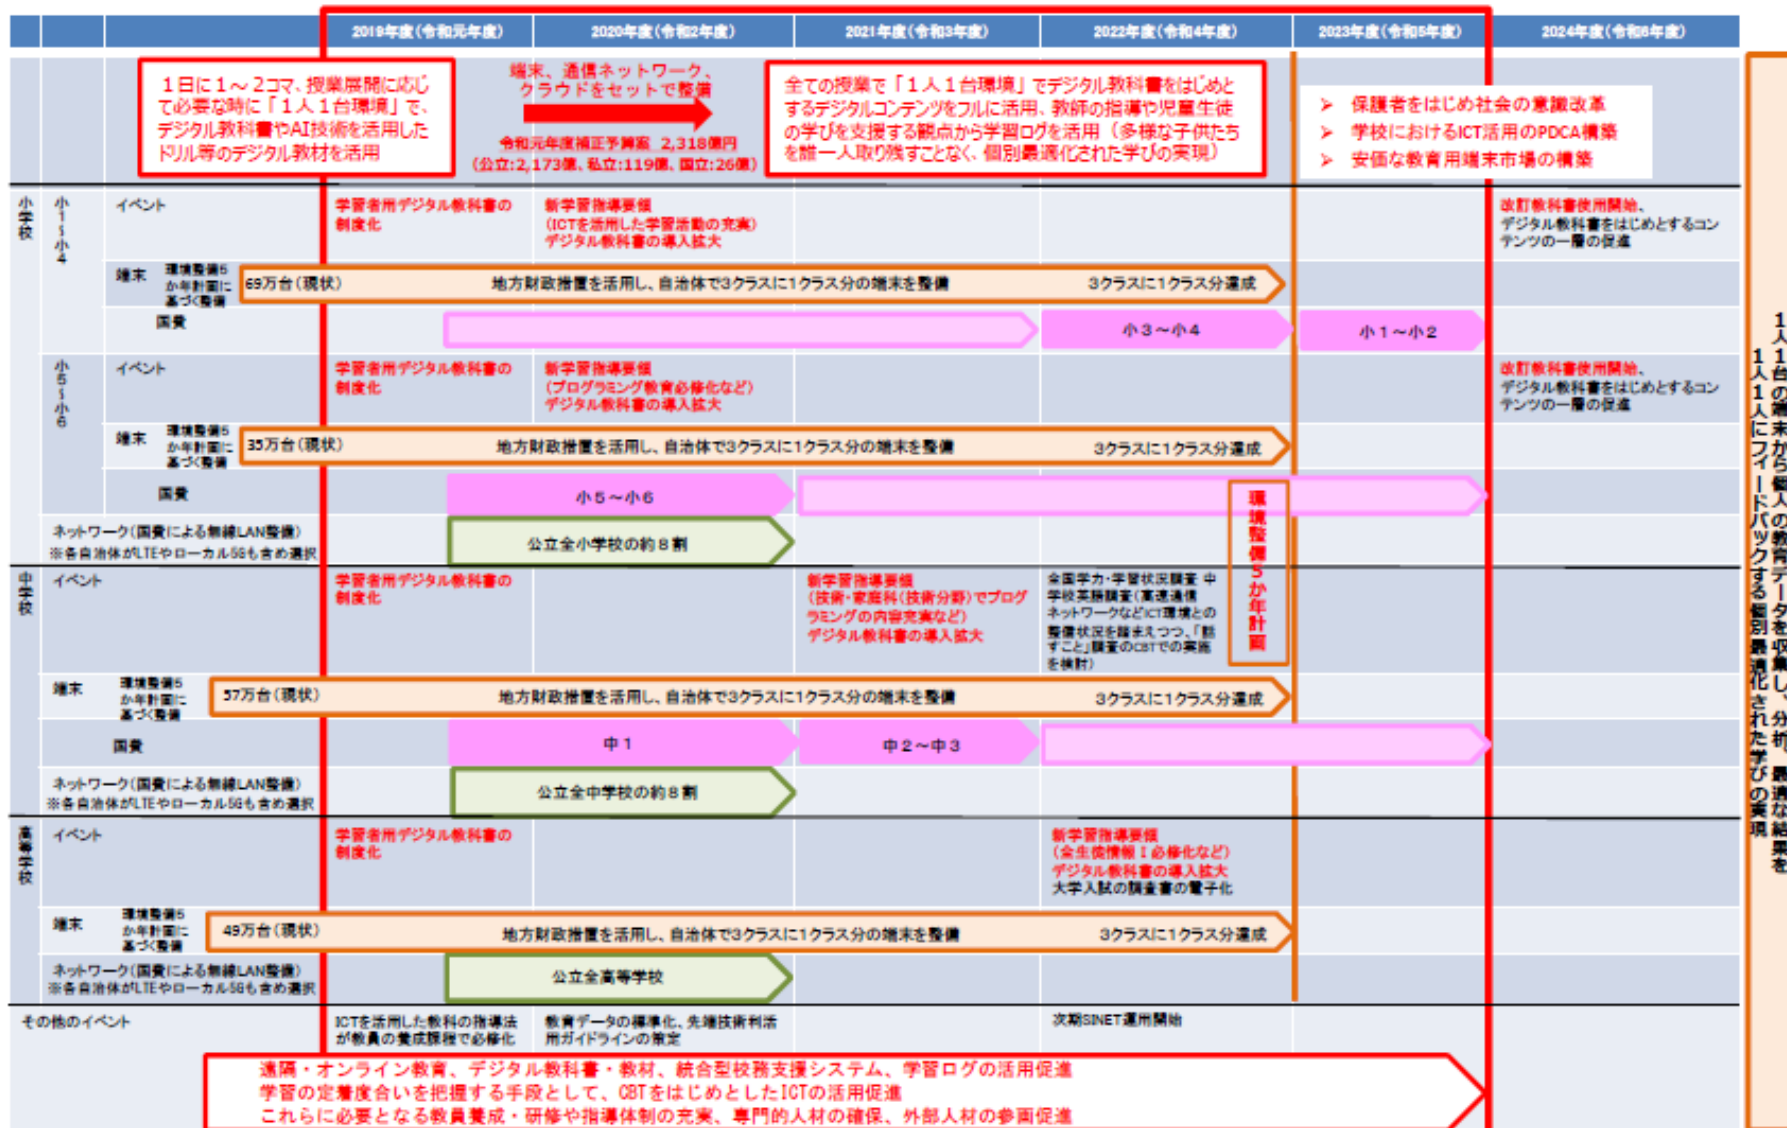 2019年度(令和元年度)
2020年度(令和2年度)
2021年度(令和3年度)
2022年度(令和4年度)
2023年度(令和5年度)
2024年度(令和6年度)
1日に1～2コマ、授業展開に応じ
て必要な時に「1人1台環境」で、
デジタル教科書やAI技術を活用した
ドリル等のデジタル教材を活用
端末、通信ネットワーク、
クラウドをセットで整備
令和元年度補正予算案 2,318億円
(公立:2,173億、私立:119億、国立:26億)
全ての授業で「1人1台環境」でデジタル教科書をはじめと
するデジタルコンテンツをフルに活用、教師の指導や児童生徒
の学びを支援する観点から学習ログを活用（多様な子供たち
を誰一人取り残すことなく、個別最適化された学びの実現）
➢ 保護者をはじめ社会の意識改革
➢ 学校におけるICT活用のPDCA構築
➢ 安価な教育用端末市場の構築
小学校
小1～小4
イベント
学習者用デジタル教科書の
制度化
新学習指導要領
(ICTを活用した学習活動の充実)
デジタル教科書の導入拡大
改訂教科書使用開始、
デジタル教科書をはじめとするコン
テンツの一層の促進
端末
環境整備5
か年計画に
基づく整備
69万台(現状)
地方財政措置を活用し、自治体で3クラスに1クラス分の端末を整備
3クラスに1クラス分達成
国費
小3～小4
小1～小2
小5～小6
イベント
学習者用デジタル教科書の
制度化
新学習指導要領
(プログラミング教育必修化など)
デジタル教科書の導入拡大
改訂教科書使用開始、
デジタル教科書をはじめとするコン
テンツの一層の促進
端末
環境整備5
か年計画に
基づく整備
35万台(現状)
地方財政措置を活用し、自治体で3クラスに1クラス分の端末を整備
3クラスに1クラス分達成
国費
小5～小6
ネットワーク(国費による無線LAN整備)
※各自治体がLTEやローカル5Gも含め選択
公立全小学校の約8割
環境整備5か年計画
中学校
イベント
学習者用デジタル教科書の
制度化
新学習指導要領
(技術・家庭科(技術分野)でプログ
ラミングの内容充実など)
デジタル教科書の導入拡大
全国学力・学習状況調査 中
学校英語調査(高速通信
ネットワークなどICT環境との
整備状況を踏まえつつ、「話
すこと」調査のCBTでの実施
を検討)
端末
環境整備5
か年計画に
基づく整備
57万台(現状)
地方財政措置を活用し、自治体で3クラスに1クラス分の端末を整備
3クラスに1クラス分達成
国費
中1
中2～中3
ネットワーク(国費による無線LAN整備)
※各自治体がLTEやローカル5Gも含め選択
公立全中学校の約8割
高等学校
イベント
学習者用デジタル教科書の
制度化
新学習指導要領
(全生徒情報Ⅰ必修化など)
デジタル教科書の導入拡大
大学入試の調査書の電子化
端末
環境整備5
か年計画に
基づく整備
49万台(現状)
地方財政措置を活用し、自治体で3クラスに1クラス分の端末を整備
3クラスに1クラス分達成
ネットワーク(国費による無線LAN整備)
※各自治体がLTEやローカル5Gも含め選択
公立全高等学校
その他のイベント
ICTを活用した教科の指導法
が教員の養成課程で必修化
教育データの標準化、先端技術利活
用ガイドラインの策定
次期SINET運用開始
遠隔・オンライン教育、デジタル教科書・教材、統合型校務支援システム、学習ログの活用促進
学習の定着度合いを把握する手段として、CBTをはじめとしたICTの活用促進
これらに必要となる教員養成・研修や指導体制の充実、専門的人材の確保、外部人材の参画促進
1人1台の端末から個人の教育データを収集し、分析。最適な結果を
1人1人にフィードバックする個別最適化された学びの実現